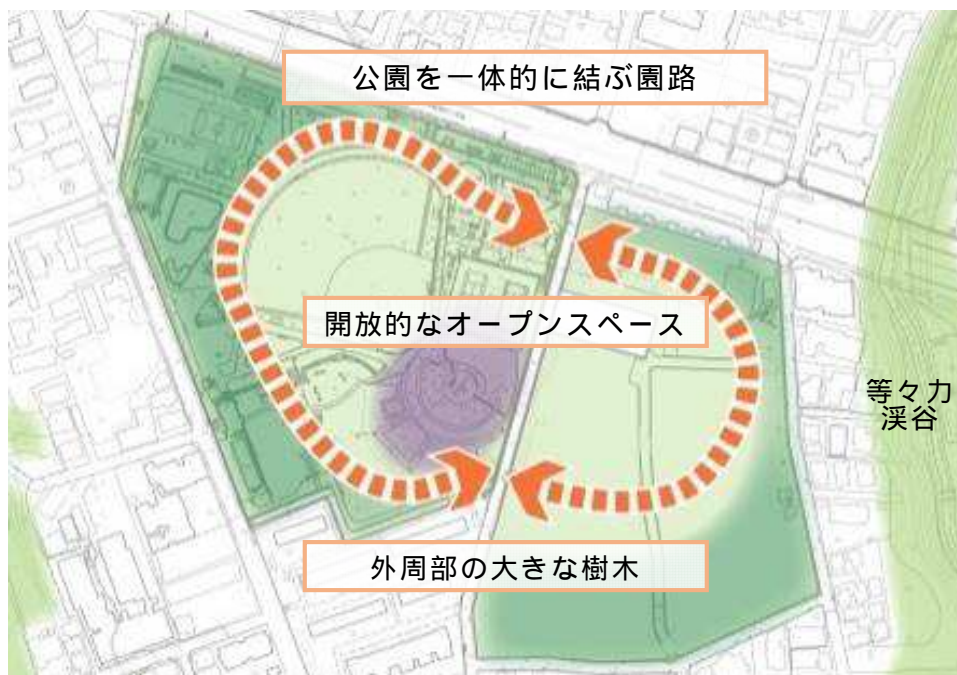 公園を一体的に結ぶ園路
開放的なオープンスペース
等々力
渓谷
外周部の大きな樹木